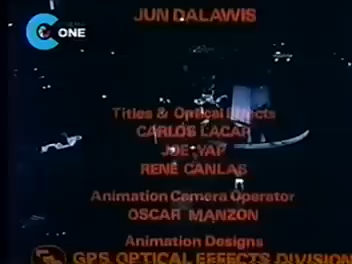 JUN DALAWIS
CINEMA
ONE
Titles & Optical Effects
CARLOS LACAP
JOE YAP
RENE CANLAS
Animation Camera Operator
OSCAR MANZON
Animation Designs
GPS OPTICAL EFFECTS DIVISION